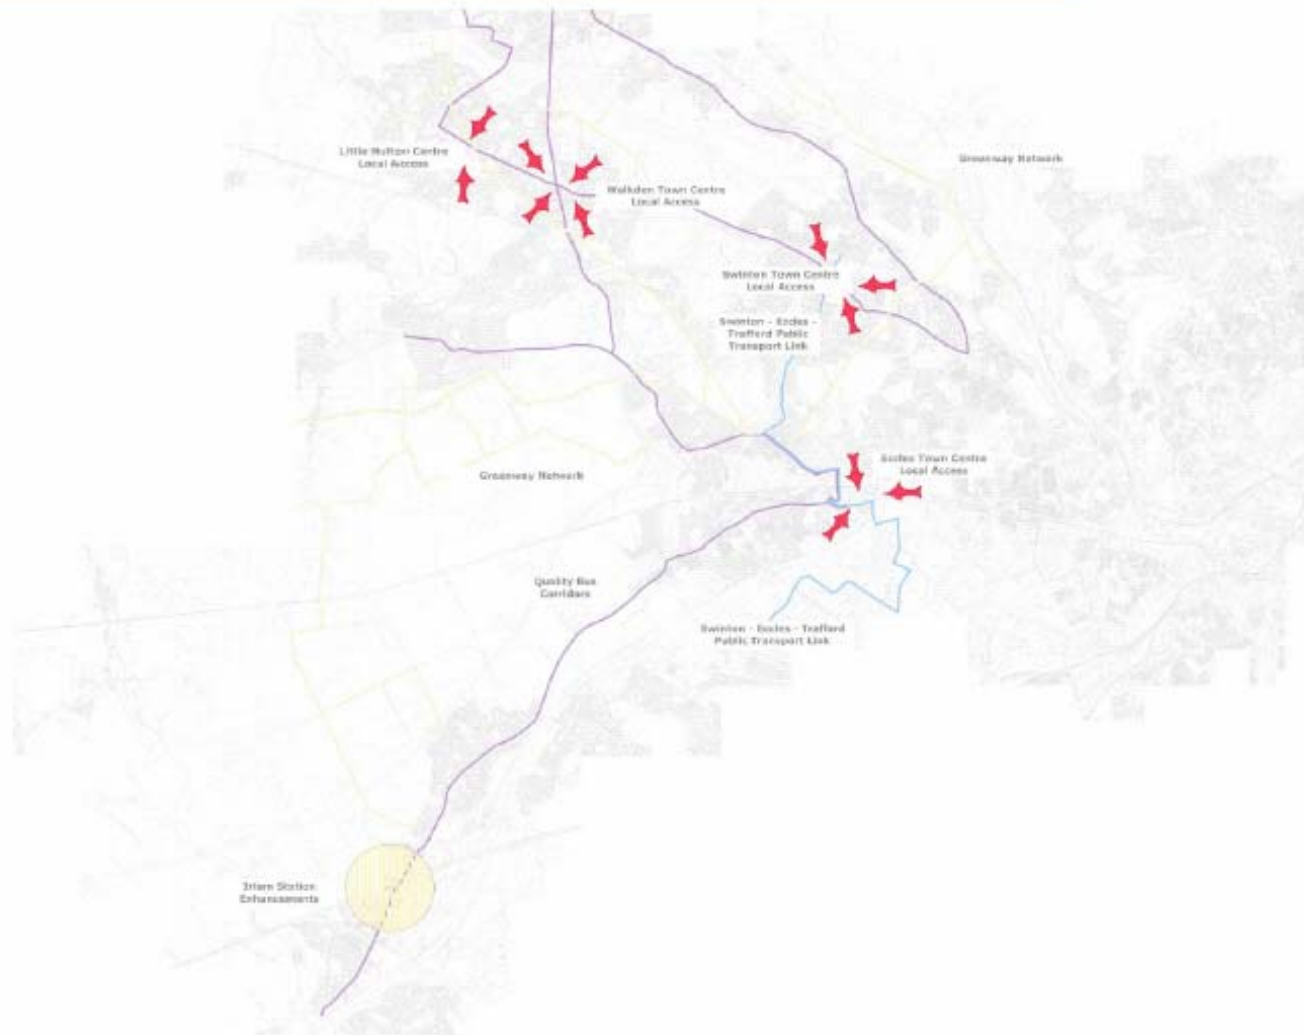 Little Hulton Centre
Local Access
Greenway Network
Walkden Town Centre
Local Access
Swinton Town Centre
Local Access
Swinton - Eccles -
Trafford Public
Transport Link
Eccles Town Centre
Local Access
Greenway Network
Quality Bus
Corridors
Swinton - Eccles - Trafford
Public Transport Link
Irlam Station
Enhancements